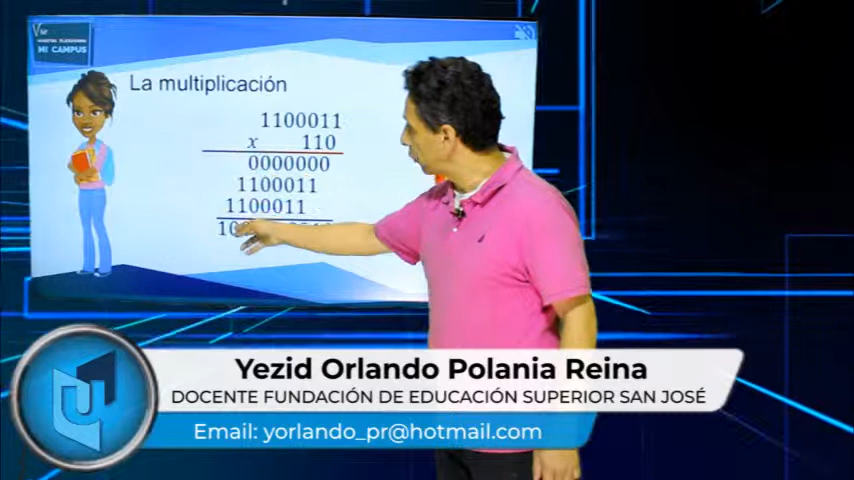 MI CAMPUS
La multiplicación
1100011
x 110
0000000
1100011
1100011
Yezid Orlando Polania Reina
DOCENTE FUNDACIÓN DE EDUCACIÓN SUPERIOR SAN JOSÉ
Email: yorlando_pr@hotmail.com